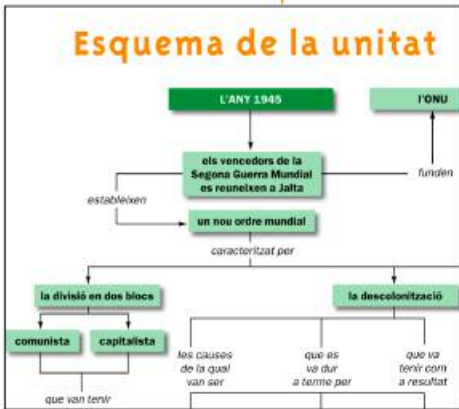 Esquema de la unitat
L'ANY 1945
l'ONU
els vencedors de la
Segona Guerra Mundial
es reuneixen a Jalta
funden
estableixen
un nou ordre mundial
caracteritzat per
la divisió en dos blocs
la descolonització
comunista
capitalista
les causes
de la qual
van ser
que es
va dur
a terme per
que va
tenir com
a resultat
que van tenir